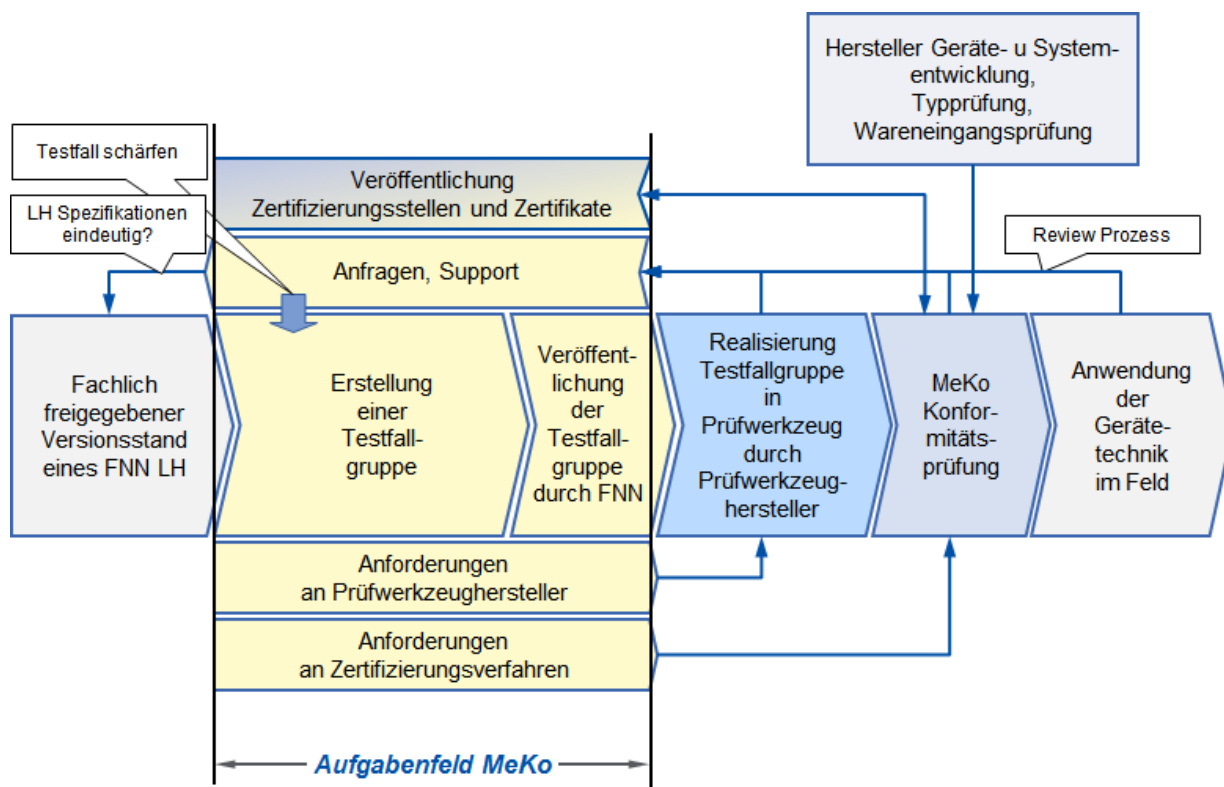 Hersteller Geräte- u System-
entwicklung,
Typprüfung,
Wareneingangsprüfung
Testfall schärfen
LH Spezifikationen
eindeutig?
Veröffentlichung
Zertifizierungsstellen und Zertifikate
Review Prozess
Anfragen, Support
Fachlich
freigegebener
Versionsstand
eines FNN LH
Erstellung
einer
Testfall-
gruppe
Veröffent-
lichung
der
Testfall-
gruppe
durch FNN
Realisierung
Testfallgruppe
in
Prüfwerkzeug
durch
Prüfwerkzeug-
hersteller
MeKo
Konfor-
mitäts-
prüfung
Anwendung
der
Geräte-
technik
im Feld
Anforderungen
an Prüfwerkzeughersteller
Anforderungen
an Zertifizierungsverfahren
Aufgabenfeld MeKo